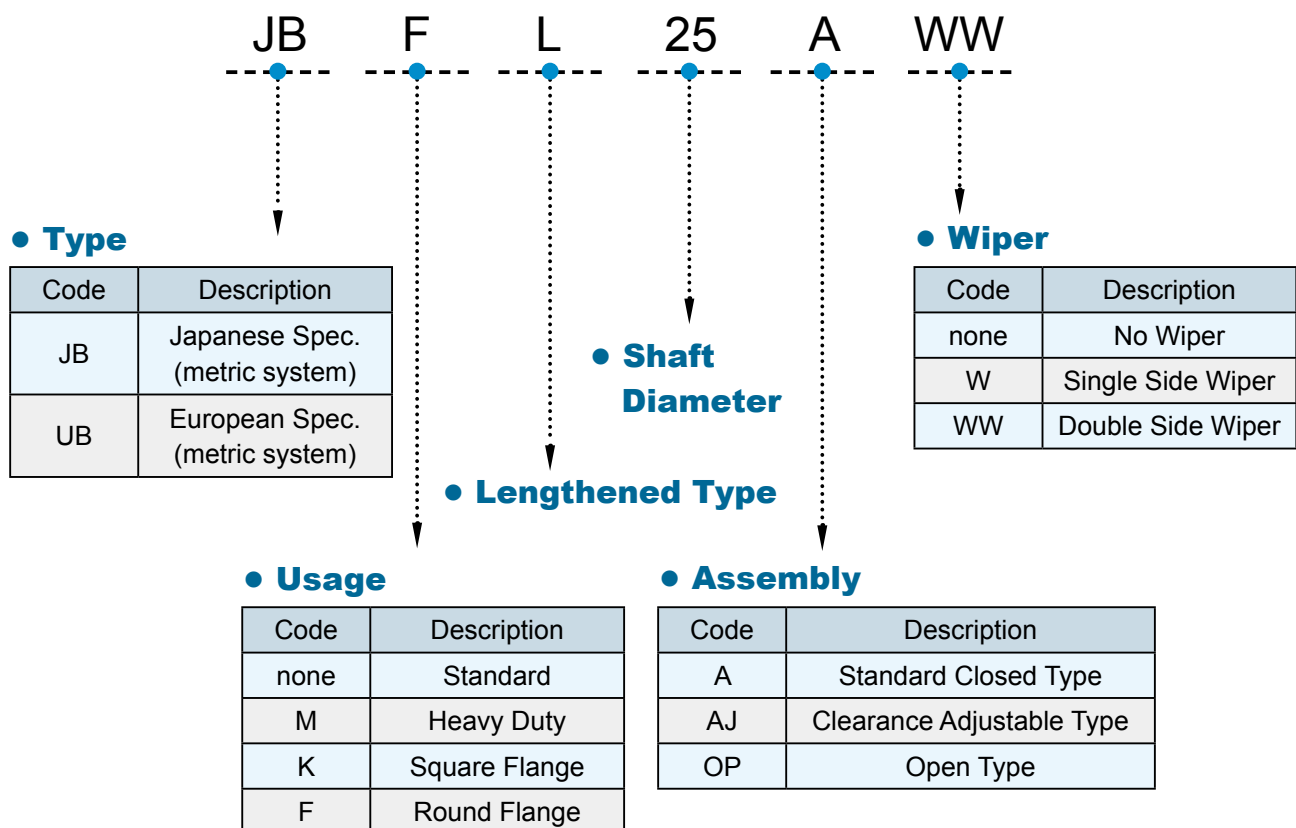 JB F L 25 A WW
• Type
Code Description
JB Japanese Spec.
(metric system)
UB European Spec.
(metric system)
• Wiper
Code Description
none No Wiper
W Single Side Wiper
WW Double Side Wiper
• Shaft
Diameter
• Lengthened Type
• Usage
Code Description
none Standard
M Heavy Duty
K Square Flange
F Round Flange
• Assembly
Code Description
A Standard Closed Type
AJ Clearance Adjustable Type
OP Open Type